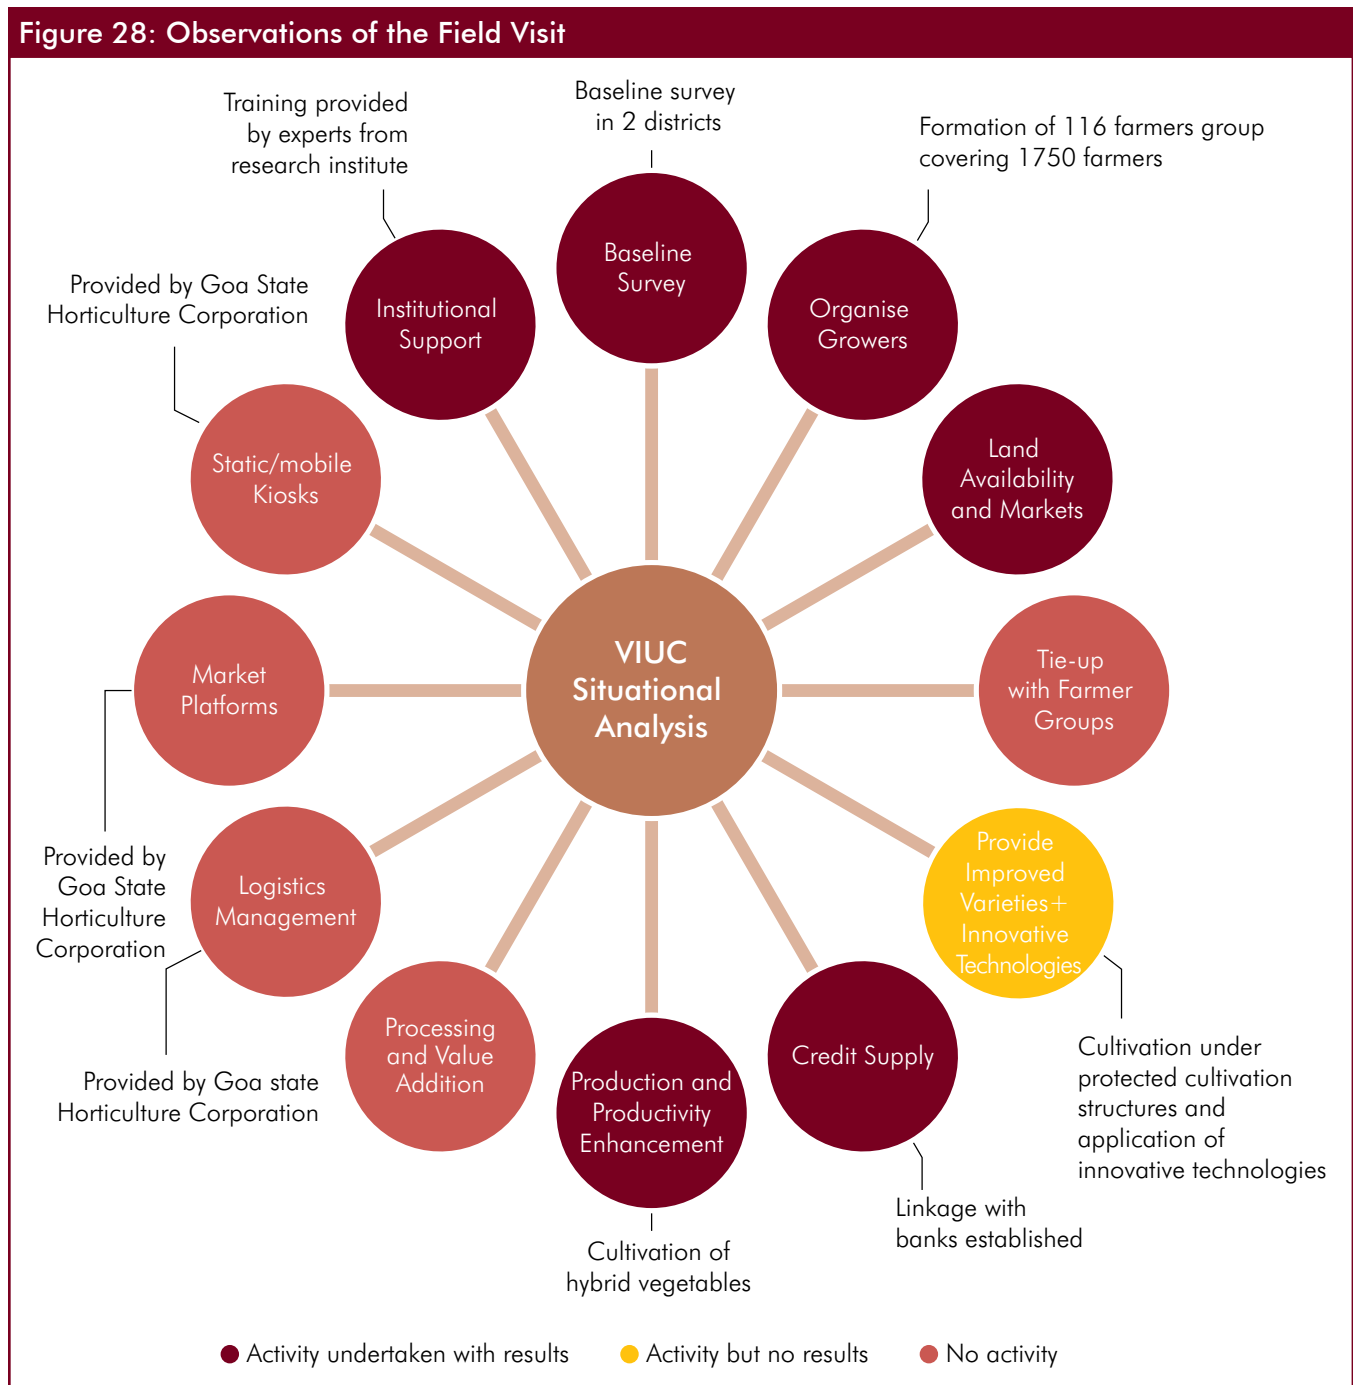 Figure 28: Observations of the Field Visit
Training provided
by experts from
research institute
Baseline survey
in 2 districts
Formation of 116 farmers group
covering 1750 farmers
Provided by Goa State
Horticulture Corporation
Baseline
Survey
Institutional
Support
Organise
Growers
Static/mobile
Kiosks
Land
Availability
and Markets
Market
Platforms
VIUC
Situational
Analysis
Tie-up
with Farmer
Groups
Provided by
Goa State
Horticulture
Corporation
Logistics
Management
Provide
Improved
Varieties+
Innovative
Technologies
Provided by Goa state
Horticulture Corporation
Processing
and Value
Addition
Production and
Productivity
Enhancement
Credit Supply
Cultivation under
protected cultivation
structures and
application of
innovative technologies
Cultivation of
hybrid vegetables
Linkage with
banks established
Activity undertaken with results
Activity but no results
No activity